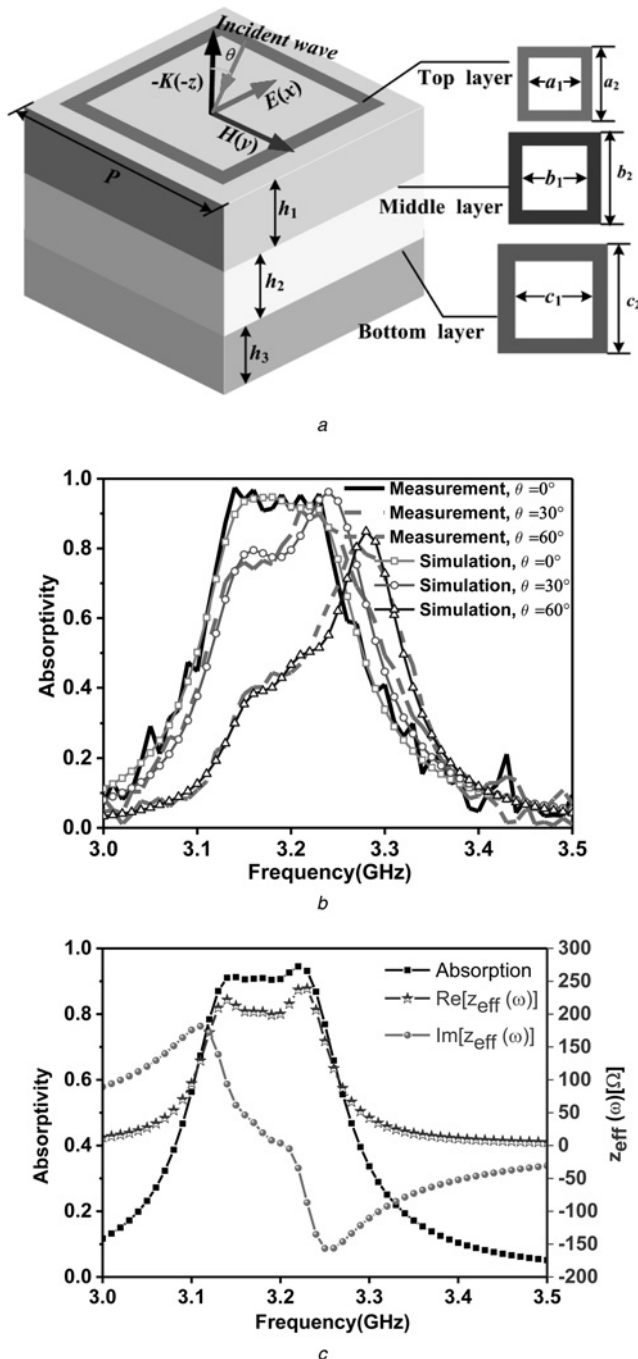 Incident wave
θ
-K(-z)
E(x)
H(y)
P
h1
h2
h3
Top layer
a1
a2
Middle layer
b1
b2
Bottom layer
c1
c2
a
Absorptivity
1.0
0.8
0.6
0.4
0.2
0.0
Measurement, θ =0°
Measurement, θ =30°
Measurement, θ =60°
Simulation, θ =0°
Simulation, θ =30°
Simulation, θ =60°
3.0 3.1 3.2 3.3 3.4 3.5
Frequency(GHz)
b
Absorptivity
1.0
0.8
0.6
0.4
0.2
0.0
Absorption
Re[zeff (ω)]
Im[zeff (ω)]
300
250
200
150
100
50
0
-50
-100
-150
-200
zeff (ω)[Ω]
3.0 3.1 3.2 3.3 3.4 3.5
Frequency(GHz)
c